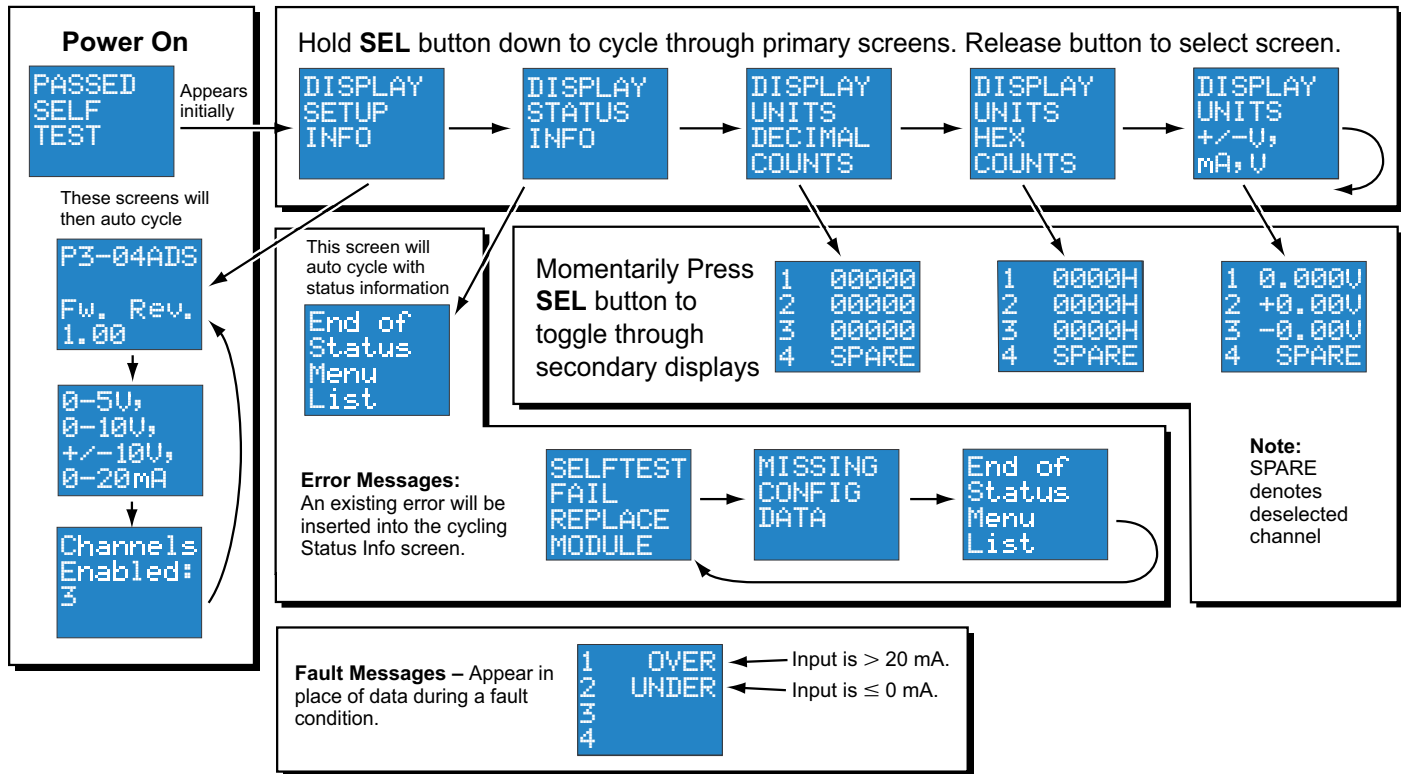 Power On
PASSED
SELF
TEST
Appears
initially
These screens will
then auto cycle
P3-04ADS
Fw. Rev.
1.00
0-5V,
0-10V,
+/-10V,
0-20mA
Channels
Enabled:
3
Hold SEL button down to cycle through primary screens. Release button to select screen.
DISPLAY
SETUP
INFO
DISPLAY
STATUS
INFO
DISPLAY
UNITS
DECIMAL
COUNTS
DISPLAY
UNITS
HEX
COUNTS
DISPLAY
UNITS
+/-V,
mA,V
This screen will
auto cycle with
status information
End of
Status
Menu
List
Momentarily Press
SEL button to
toggle through
secondary displays
1 00000
2 00000
3 00000
4 SPARE
1 0000H
2 0000H
3 0000H
4 SPARE
1 0.000V
2 +0.00V
3 -0.00V
4 SPARE
Note:
SPARE
denotes
deselected
channel
Error Messages:
An existing error will be
inserted into the cycling
Status Info screen.
SELFTEST
FAIL
REPLACE
MODULE
MISSING
CONFIG
DATA
End of
Status
Menu
List
Fault Messages – Appear in
place of data during a fault
condition.
1 OVER
2 UNDER
3
4
Input is > 20 mA.
Input is ≤ 0 mA.